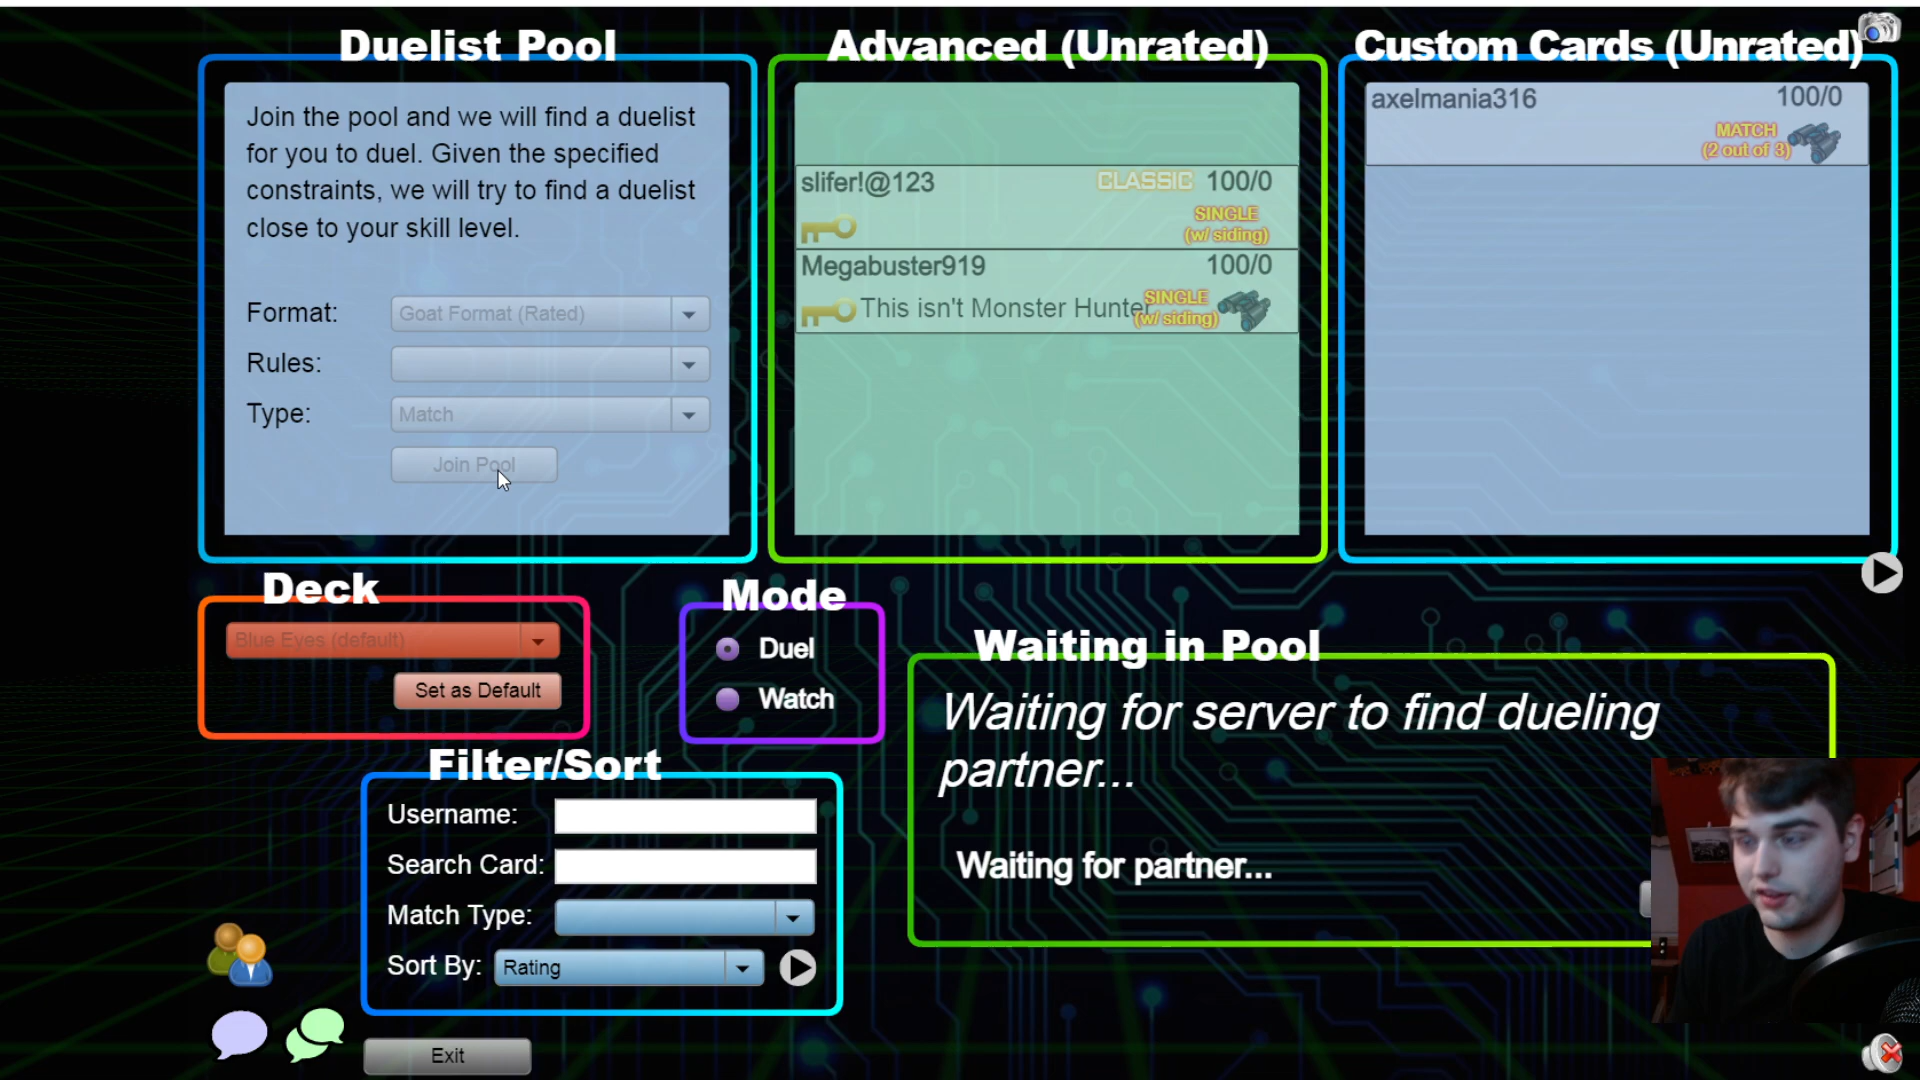 Duelist Pool
Join the pool and we will find a duelist
for you to duel. Given the specified
constraints, we will try to find a duelist
close to your skill level.
Format: Goat Format (Rated)
Rules:
Type: Match
Join Pool
Advanced (Unrated)
slifer!@123 CLASSIC 100/0
SINGLE
(w/ siding)
Megabuster919 100/0
This isn't Monster Hunter SINGLE
(w/ siding)
Custom Cards (Unrated)
axelmania316 100/0
MATCH
(2 out of 3)
Deck
Blue Eyes (default)
Set as Default
Mode
Duel
Watch
Waiting in Pool
Waiting for server to find dueling
partner...
Waiting for partner...
Filter/Sort
Username:
Search Card:
Match Type:
Sort By: Rating
Exit